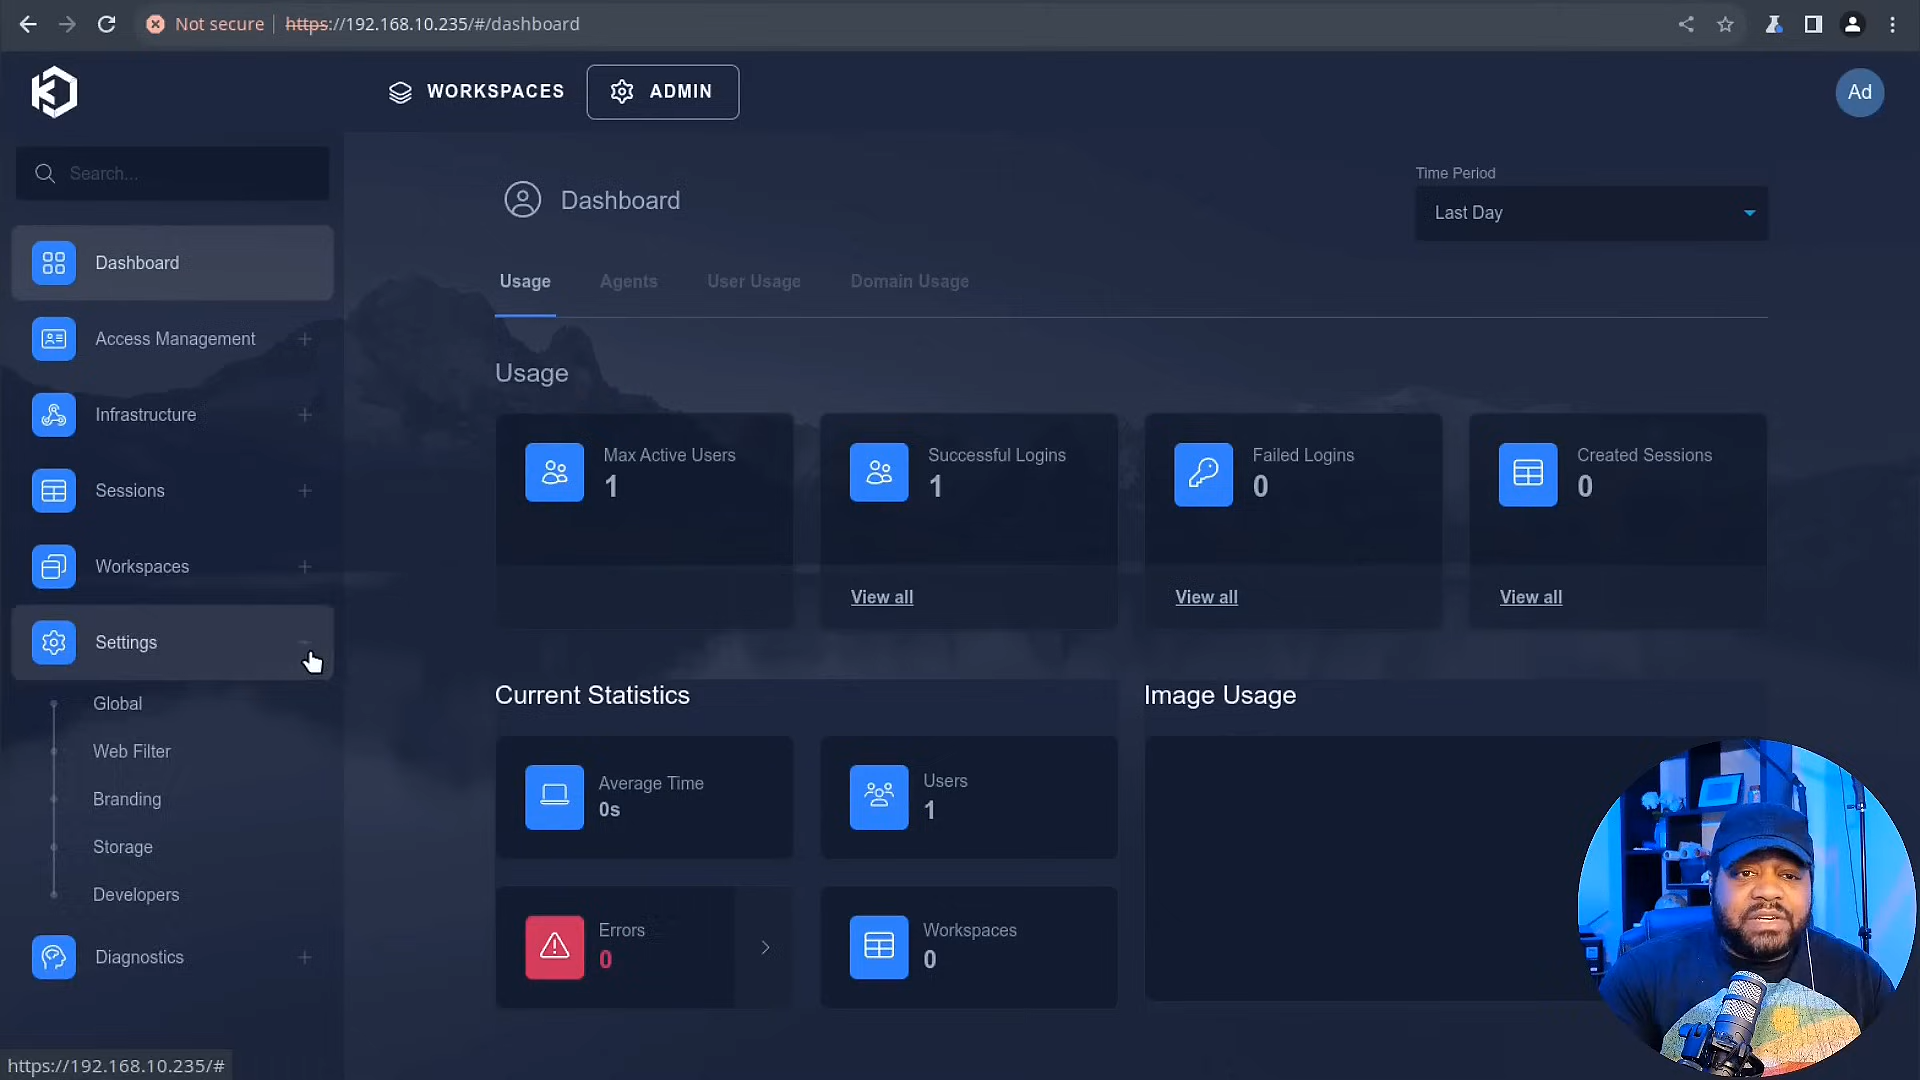 Not secure
https://192.168.10.235/#/dashboard
WORKSPACES
ADMIN
Ad
Search...
Dashboard
Access Management
Infrastructure
Sessions
Workspaces
Settings
Global
Web Filter
Branding
Storage
Developers
Diagnostics
Dashboard
Time Period
Last Day
Usage Agents User Usage Domain Usage
Usage
Max Active Users
1
Successful Logins
1
View all
Failed Logins
0
View all
Created Sessions
0
View all
Current Statistics
Average Time
0s
Users
1
Errors
0
Workspaces
0
Image Usage
https://192.168.10.235/#